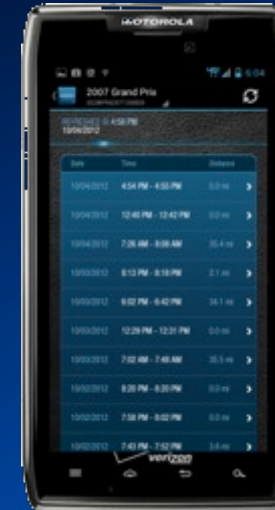 MOTOROLA
6:04
2007 Grand Prix
REFRESHED @ 4:58 PM
10/04/2012
Date Time Distance
10/04/2012 4:54 PM - 4:55 PM 0.0 mi
10/04/2012 12:40 PM - 12:42 PM 0.0 mi
10/04/2012 7:26 AM - 8:08 AM 35.4 mi
10/03/2012 8:13 PM - 8:18 PM 2.1 mi
10/03/2012 6:02 PM - 6:42 PM 34.1 mi
10/03/2012 12:29 PM - 12:31 PM 0.0 mi
10/03/2012 7:02 AM - 7:48 AM 35.5 mi
10/02/2012 8:20 PM - 8:20 PM 0.0 mi
10/02/2012 7:58 PM - 8:02 PM 0.0 mi
10/02/2012 7:43 PM - 7:52 PM 3.6 mi
verizon